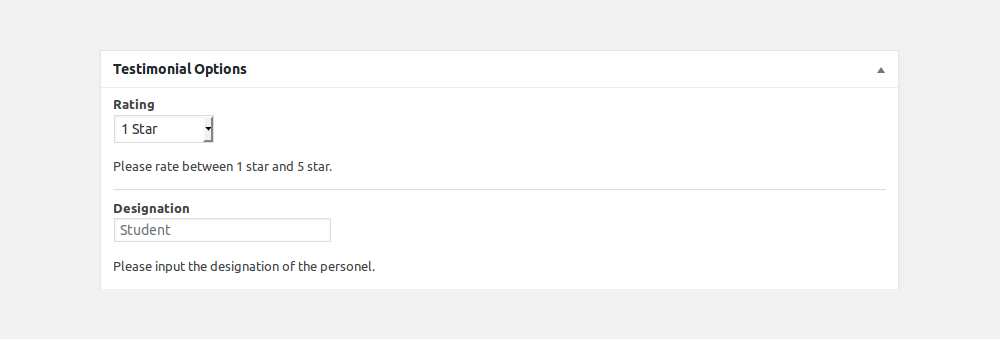 Testimonial Options
Rating
1 Star
Please rate between 1 star and 5 star.
Designation
Student
Please input the designation of the personel.